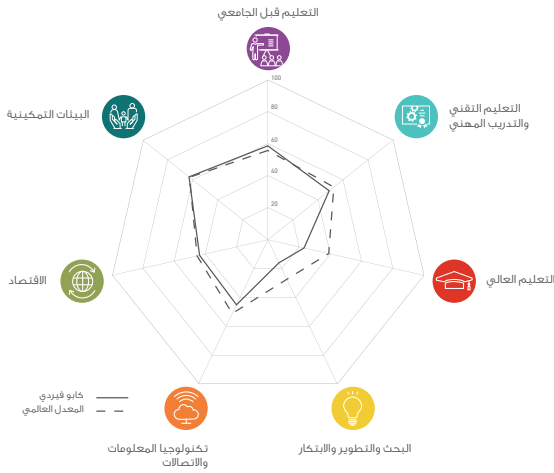 التعليم قبل الجامعي
100
80
60
40
20
التعليم التقني
والتدريب المهني
البيئات التمكينية
التعليم العالي
الاقتصاد
كابو ڤيردي
المعدل العالمي
البحث والتطوير والابتكار
تكنولوجيا المعلومات
والاتصالات